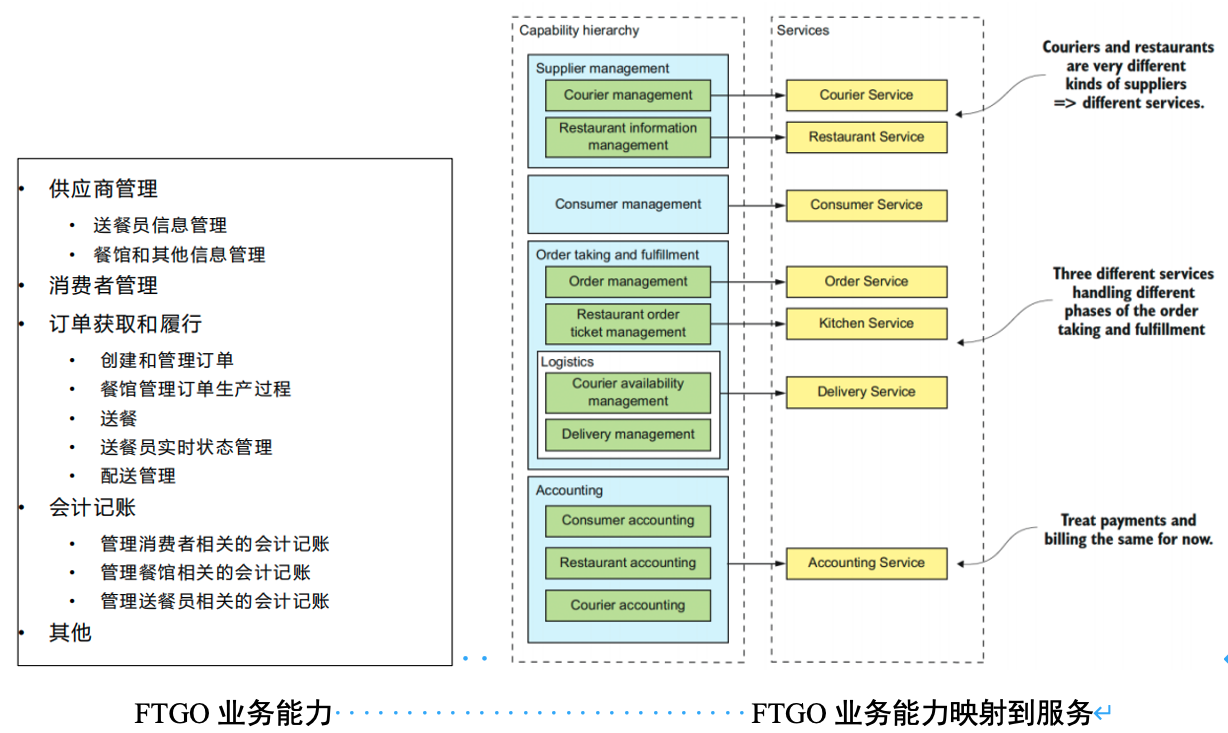 供应商管理
送餐员信息管理
餐馆和其他信息管理
消费者管理
订单获取和履行
创建和管理订单
餐馆管理订单生产过程
送餐
送餐员实时状态管理
配送管理
会计记账
管理消费者相关的会计记账
管理餐馆相关的会计记账
管理送餐员相关的会计记账
其他
Capability hierarchy
Supplier management
Courier management
Restaurant information
management
Consumer management
Order taking and fulfillment
Order management
Restaurant order
ticket management
Logistics
Courier availability
management
Delivery management
Accounting
Consumer accounting
Restaurant accounting
Courier accounting
Services
Courier Service
Restaurant Service
Consumer Service
Order Service
Kitchen Service
Delivery Service
Accounting Service
Couriers and restaurants
are very different
kinds of suppliers
=> different services.
Three different services
handling different
phases of the order
taking and fulfillment
Treat payments and
billing the same for now.
FTGO 业务能力
FTGO 业务能力映射到服务